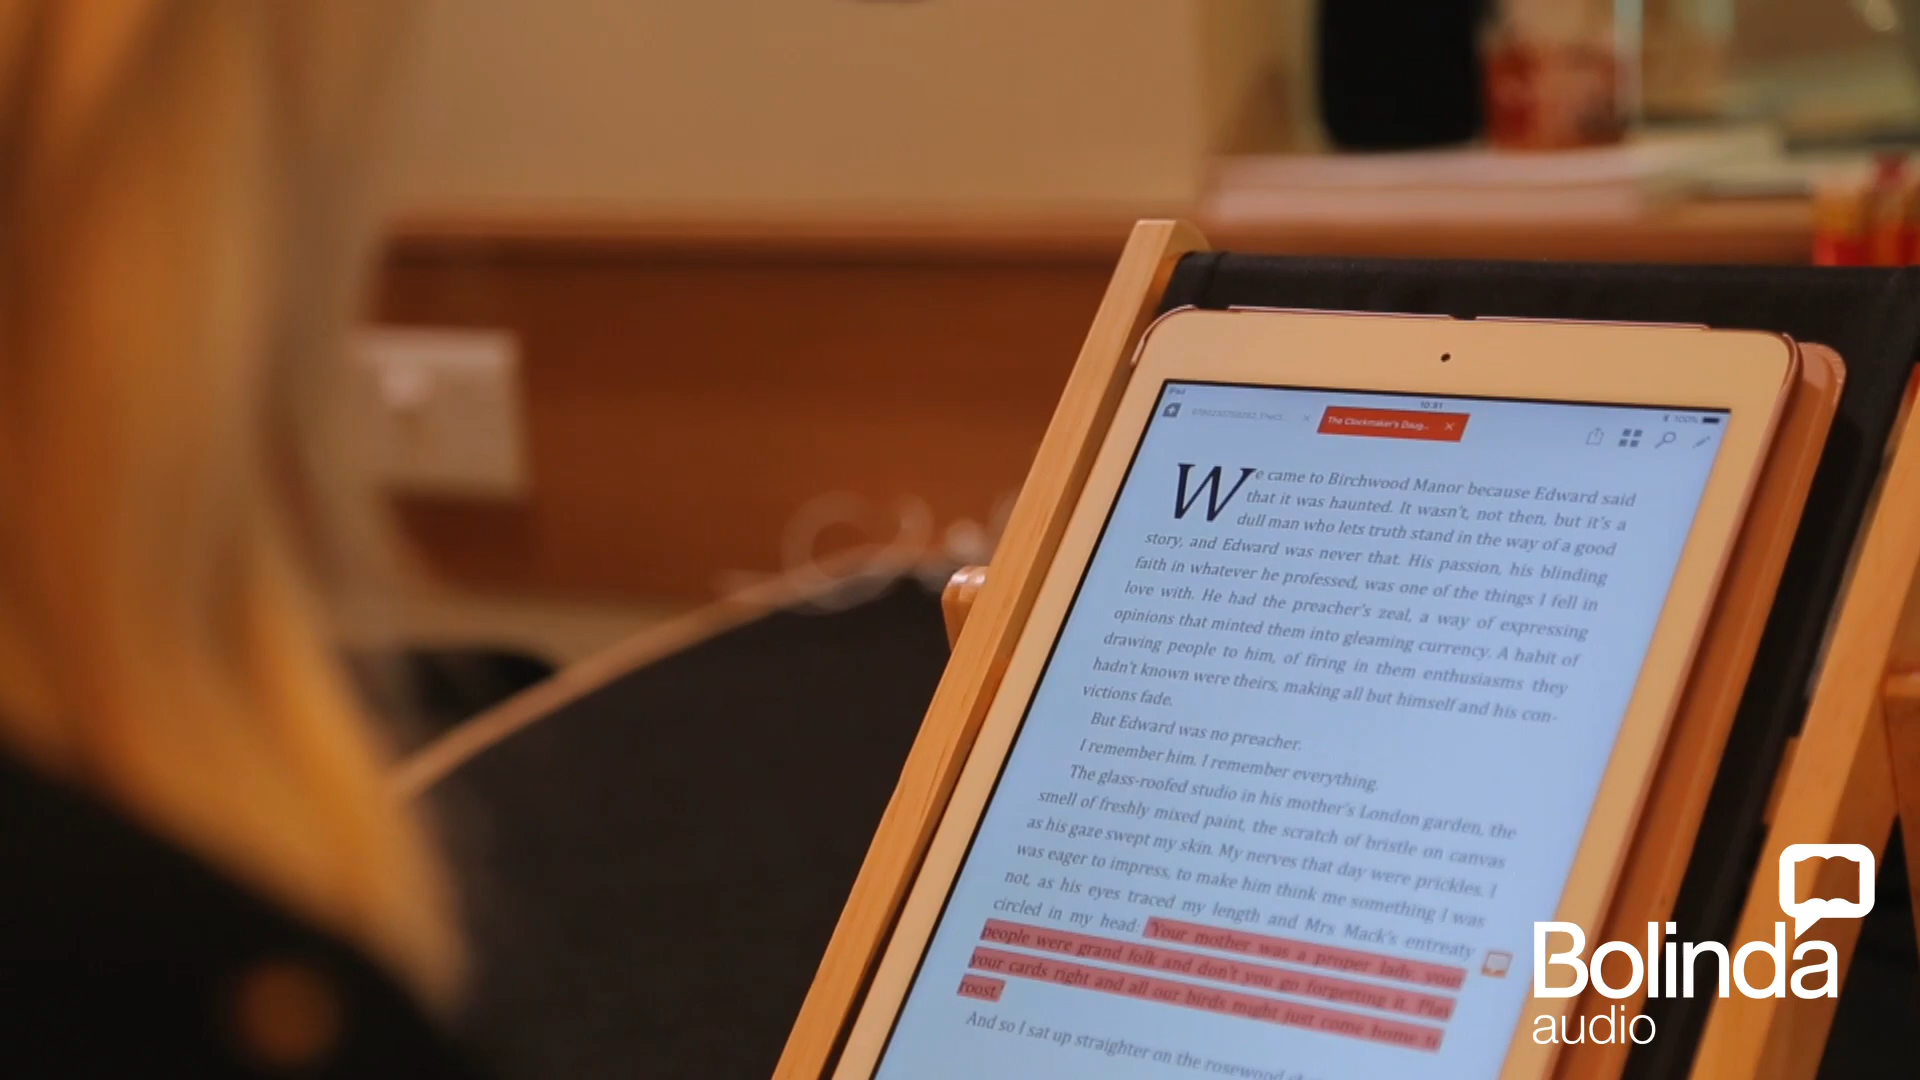 iPad
10:31
100%
The Clockmaker's Daug...
We came to Birchwood Manor because Edward said
that it was haunted. It wasn't, not then, but it's a
dull man who lets truth stand in the way of a good
story, and Edward was never that. His passion, his blinding
faith in whatever he professed, was one of the things I fell in
love with. He had the preacher's zeal, a way of expressing
opinions that minted them into gleaming currency. A habit of
drawing people to him, of firing in them enthusiasms they
hadn't known were theirs, making all but himself and his con-
victions fade.
But Edward was no preacher.
I remember him. I remember everything.
The glass-roofed studio in his mother's London garden, the
smell of freshly mixed paint, the scratch of bristle on canvas
as his gaze swept my skin. My nerves that day were prickles. I
was eager to impress, to make him think me something I was
not, as his eyes traced my length and Mrs Mack's entreaty
circled in my head: 'Your mother was a proper lady, your
people were grand folk and don't you go forgetting it. Play
your cards right and all our birds might just come home to
roost.'
And so I sat up straighter on the rosewood
Bolinda
audio